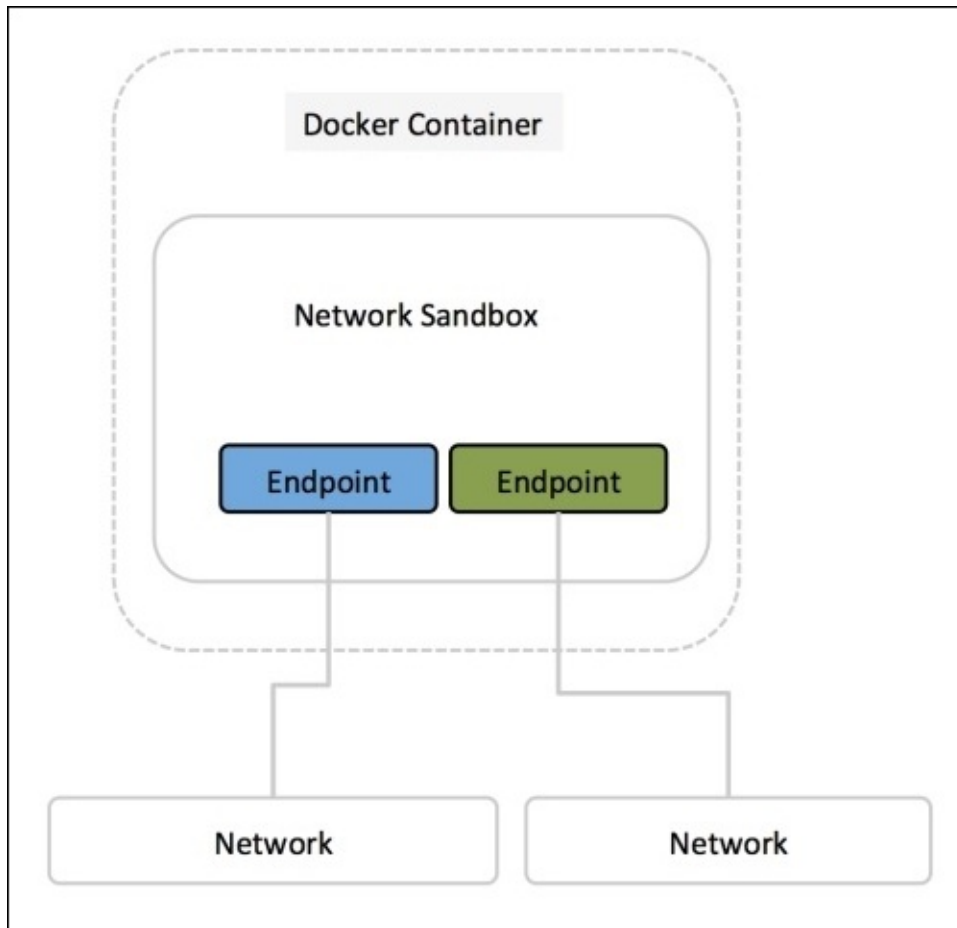 Docker Container
Network Sandbox
Endpoint
Endpoint
Network
Network